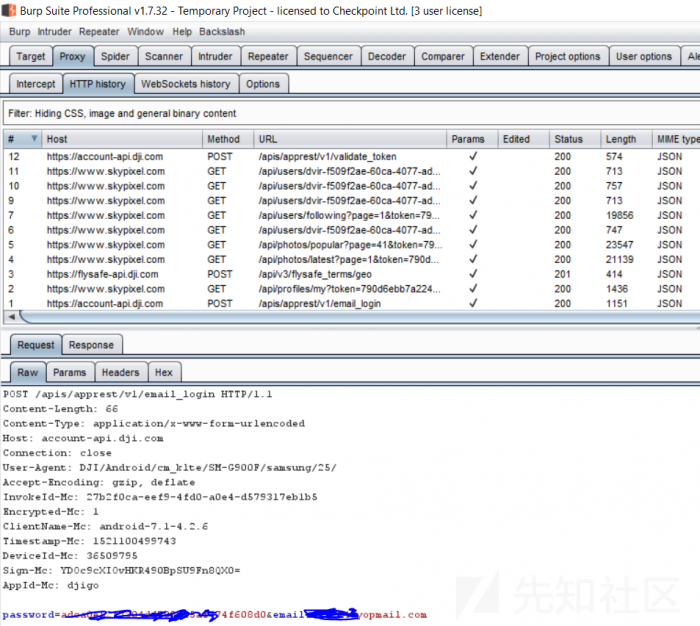 Burp Suite Professional v1.7.32 - Temporary Project - licensed to Checkpoint Ltd. [3 user license]
Burp Intruder Repeater Window Help Backslash
Target Proxy Spider Scanner Intruder Repeater Sequencer Decoder Comparer Extender Project options User options
Intercept HTTP history WebSockets history Options
Filter: Hiding CSS, image and general binary content
# Host Method URL Params Edited Status Length MIME type
12 https://account-api.dji.com POST /apis/apprest/v1/validate_token ✓ 200 574 JSON
11 https://www.skypixel.com GET /api/users/dvir-f509f2ae-60ca-4077-ad... ✓ 200 713 JSON
10 https://www.skypixel.com GET /api/users/dvir-f509f2ae-60ca-4077-ad... ✓ 200 757 JSON
9 https://www.skypixel.com GET /api/users/dvir-f509f2ae-60ca-4077-ad... ✓ 200 713 JSON
7 https://www.skypixel.com GET /api/users/following?page=1&token=79... ✓ 200 19856 JSON
6 https://www.skypixel.com GET /api/users/dvir-f509f2ae-60ca-4077-ad... ✓ 200 747 JSON
5 https://www.skypixel.com GET /api/photos/popular?page=41&token=79... ✓ 200 23547 JSON
4 https://www.skypixel.com GET /api/photos/latest?page=1&token=790d... ✓ 200 21139 JSON
3 https://flysafe-api.dji.com POST /api/v3/flysafe_terms/geo ✓ 201 414 JSON
2 https://www.skypixel.com GET /api/profiles/my?token=790d6ebb7a224... ✓ 200 1436 JSON
1 https://account-api.dji.com POST /apis/apprest/v1/email_login ✓ 200 1151 JSON
Request Response
Raw Params Headers Hex
POST /apis/apprest/v1/email_login HTTP/1.1
Content-Length: 66
Content-Type: application/x-www-form-urlencoded
Host: account-api.dji.com
Connection: close
User-Agent: DJI/Android/cm_klte/SM-G900F/samsung/25/
Accept-Encoding: gzip, deflate
InvokeId-Mc: 27b2f0ca-eef9-4fd0-a0e4-d579317eb1b5
Encrypted-Mc: 1
ClientName-Mc: android-7.1-4.2.6
Timestamp-Mc: 1521100499743
DeviceId-Mc: 36509795
Sign-Mc: YD0c9cXI0vHKR490BpSU9Fn8QX0=
AppId-Mc: djigo
password= 74f608d0&email opmail.com
先知社区